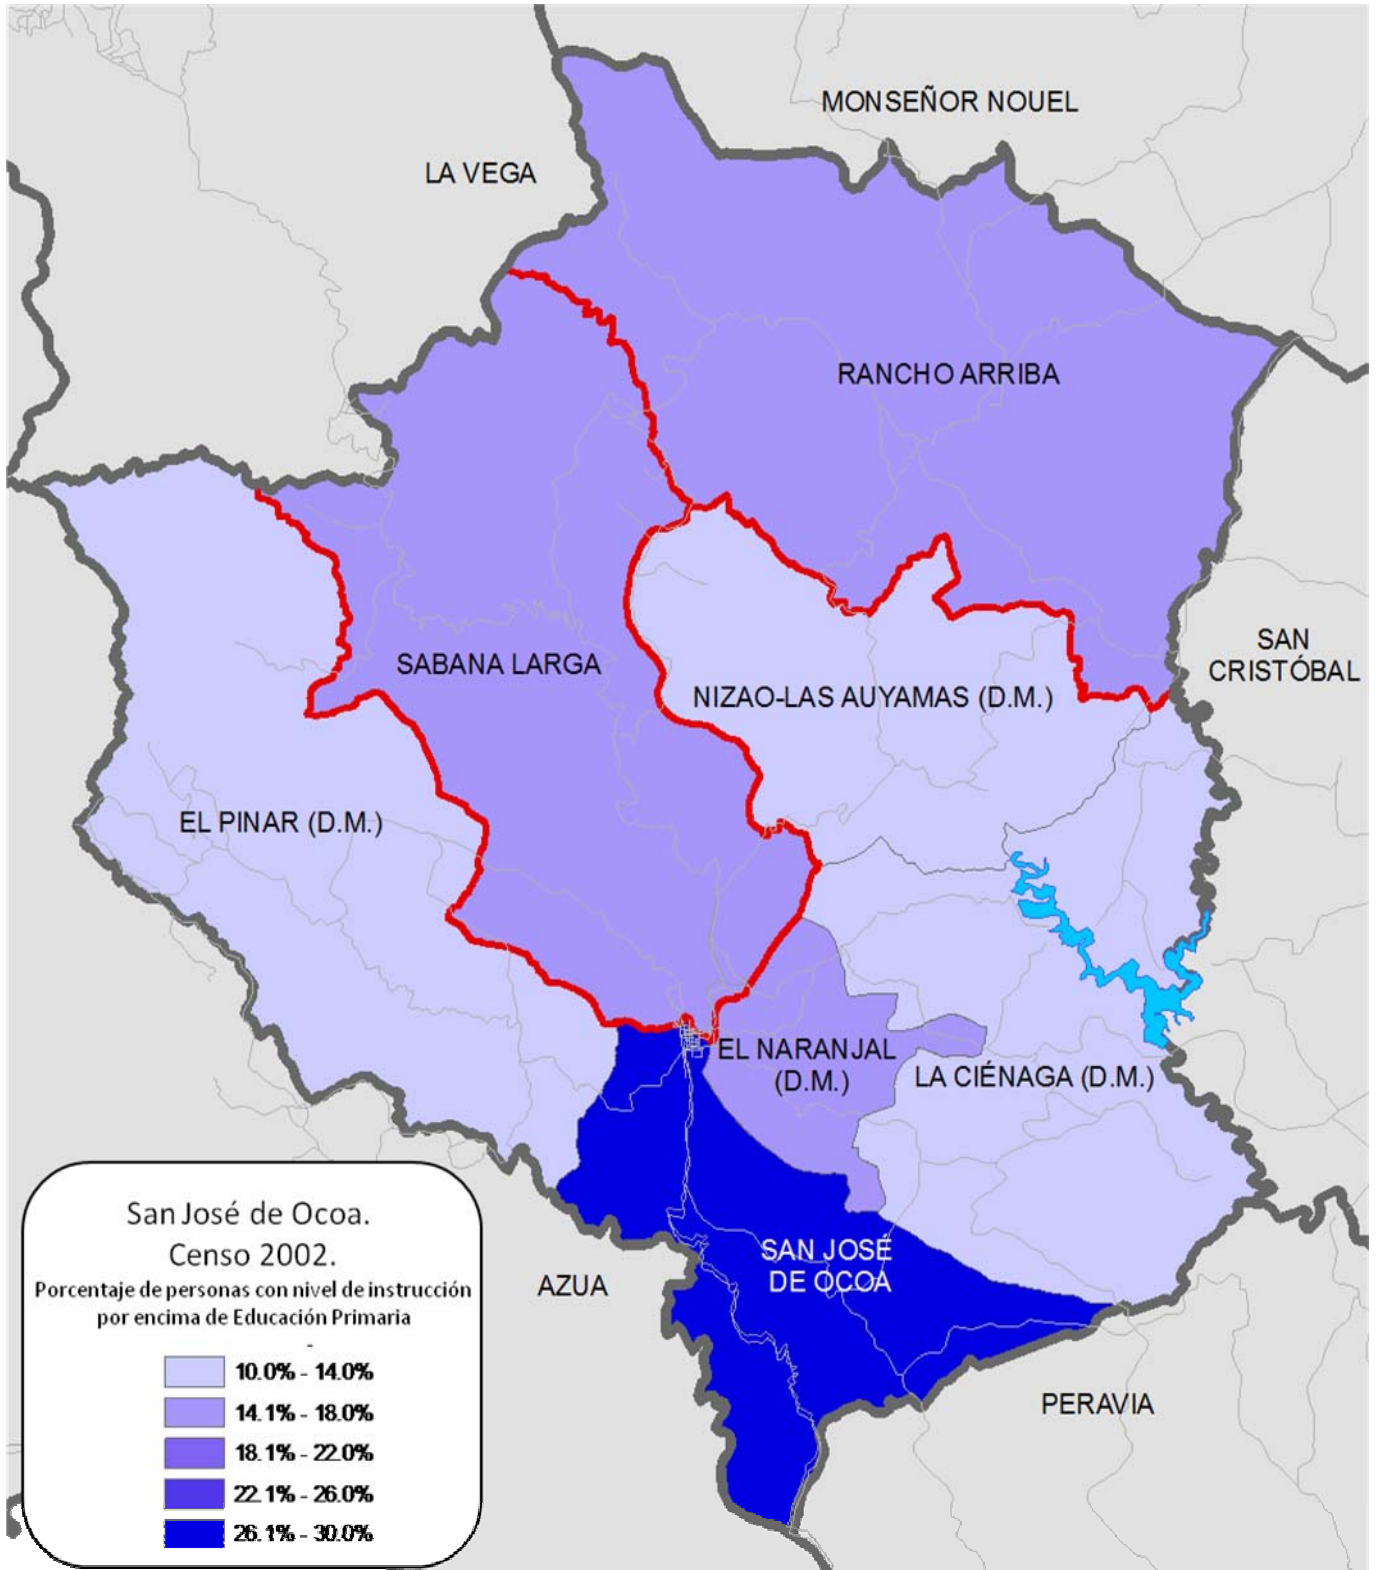 MONSEÑOR NOUEL
LA VEGA
RANCHO ARRIBA
SAN
CRISTÓBAL
SABANA LARGA
NIZAO-LAS AUYAMAS (D.M.)
EL PINAR (D.M.)
EL NARANJAL
(D.M.)
LA CIÉNAGA (D.M.)
SAN JOSÉ
DE OCOA
AZUA
PERAVIA
San José de Ocoa.
Censo 2002.
Porcentaje de personas con nivel de instrucción
por encima de Educación Primaria
-
10.0% - 14.0%
14.1% - 18.0%
18.1% - 22.0%
22.1% - 26.0%
26.1% - 30.0%